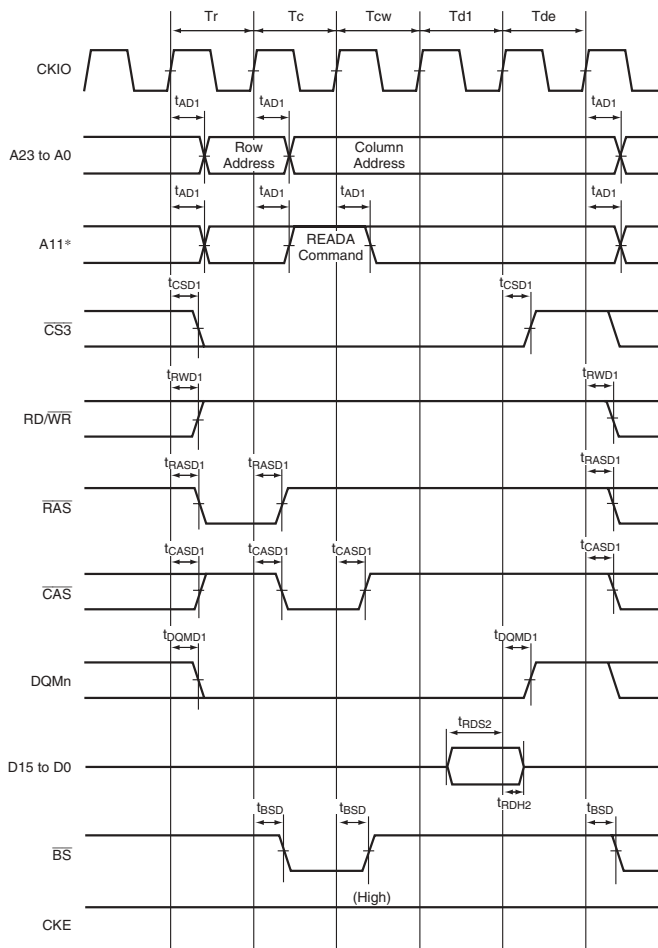 Tr Tc Tcw Td1 Tde
CKIO
tAD1 tAD1 tAD1
A23 to A0 Row Address Column Address
tAD1 tAD1 tAD1 tAD1
A11* READA Command
tCSD1 tCSD1
CS3
tRWD1 tRWD1
RD/WR
tRASD1 tRASD1 tRASD1
RAS
tCASD1 tCASD1 tCASD1 tCASD1
CAS
tDQMD1 tDQMD1
DQMn
tRDS2
D15 to D0
tRDH2
tBSD tBSD tBSD
BS
(High)
CKE